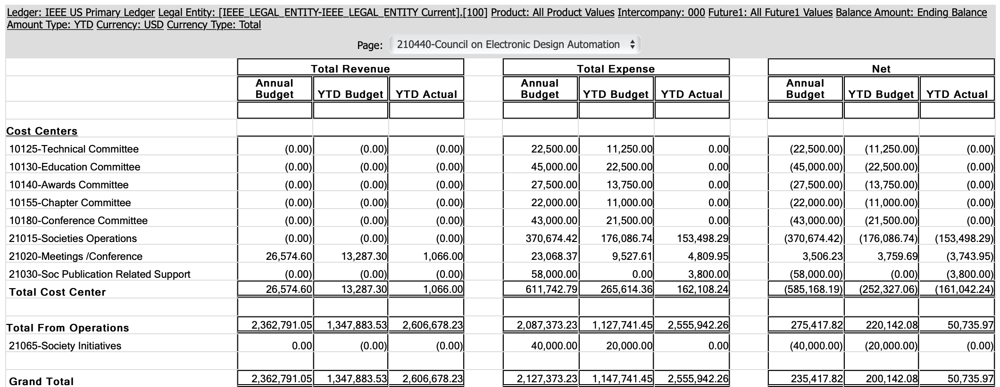 Ledger: IEEE US Primary Ledger Legal Entity: [IEEE_LEGAL_ENTITY-IEEE_LEGAL_ENTITY Current].[100] Product: All Product Values Intercompany: 000 Future1: All Future1 Values Balance Amount: Ending Balance
Amount Type: YTD Currency: USD Currency Type: Total
Page: 210440-Council on Electronic Design Automation
Total Revenue Total Expense Net
Annual Budget YTD Budget YTD Actual Annual Budget YTD Budget YTD Actual Annual Budget YTD Budget YTD Actual
Cost Centers
10125-Technical Committee (0.00) (0.00) (0.00) 22,500.00 11,250.00 0.00 (22,500.00) (11,250.00) (0.00)
10130-Education Committee (0.00) (0.00) (0.00) 45,000.00 22,500.00 0.00 (45,000.00) (22,500.00) (0.00)
10140-Awards Committee (0.00) (0.00) (0.00) 27,500.00 13,750.00 0.00 (27,500.00) (13,750.00) (0.00)
10155-Chapter Committee (0.00) (0.00) (0.00) 22,000.00 11,000.00 0.00 (22,000.00) (11,000.00) (0.00)
10180-Conference Committee (0.00) (0.00) (0.00) 43,000.00 21,500.00 0.00 (43,000.00) (21,500.00) (0.00)
21015-Societies Operations (0.00) (0.00) (0.00) 370,674.42 176,086.74 153,498.29 (370,674.42) (176,086.74) (153,498.29)
21020-Meetings /Conference 26,574.60 13,287.30 1,066.00 23,068.37 9,527.61 4,809.95 3,506.23 3,759.69 (3,743.95)
21030-Soc Publication Related Support (0.00) (0.00) (0.00) 58,000.00 0.00 3,800.00 (58,000.00) (0.00) (3,800.00)
Total Cost Center 26,574.60 13,287.30 1,066.00 611,742.79 265,614.36 162,108.24 (585,168.19) (252,327.06) (161,042.24)
Total From Operations 2,362,791.05 1,347,883.53 2,606,678.23 2,087,373.23 1,127,741.45 2,555,942.26 275,417.82 220,142.08 50,735.97
21065-Society Initiatives 0.00 (0.00) (0.00) 40,000.00 20,000.00 0.00 (40,000.00) (20,000.00) (0.00)
Grand Total 2,362,791.05 1,347,883.53 2,606,678.23 2,127,373.23 1,147,741.45 2,555,942.26 235,417.82 200,142.08 50,735.97